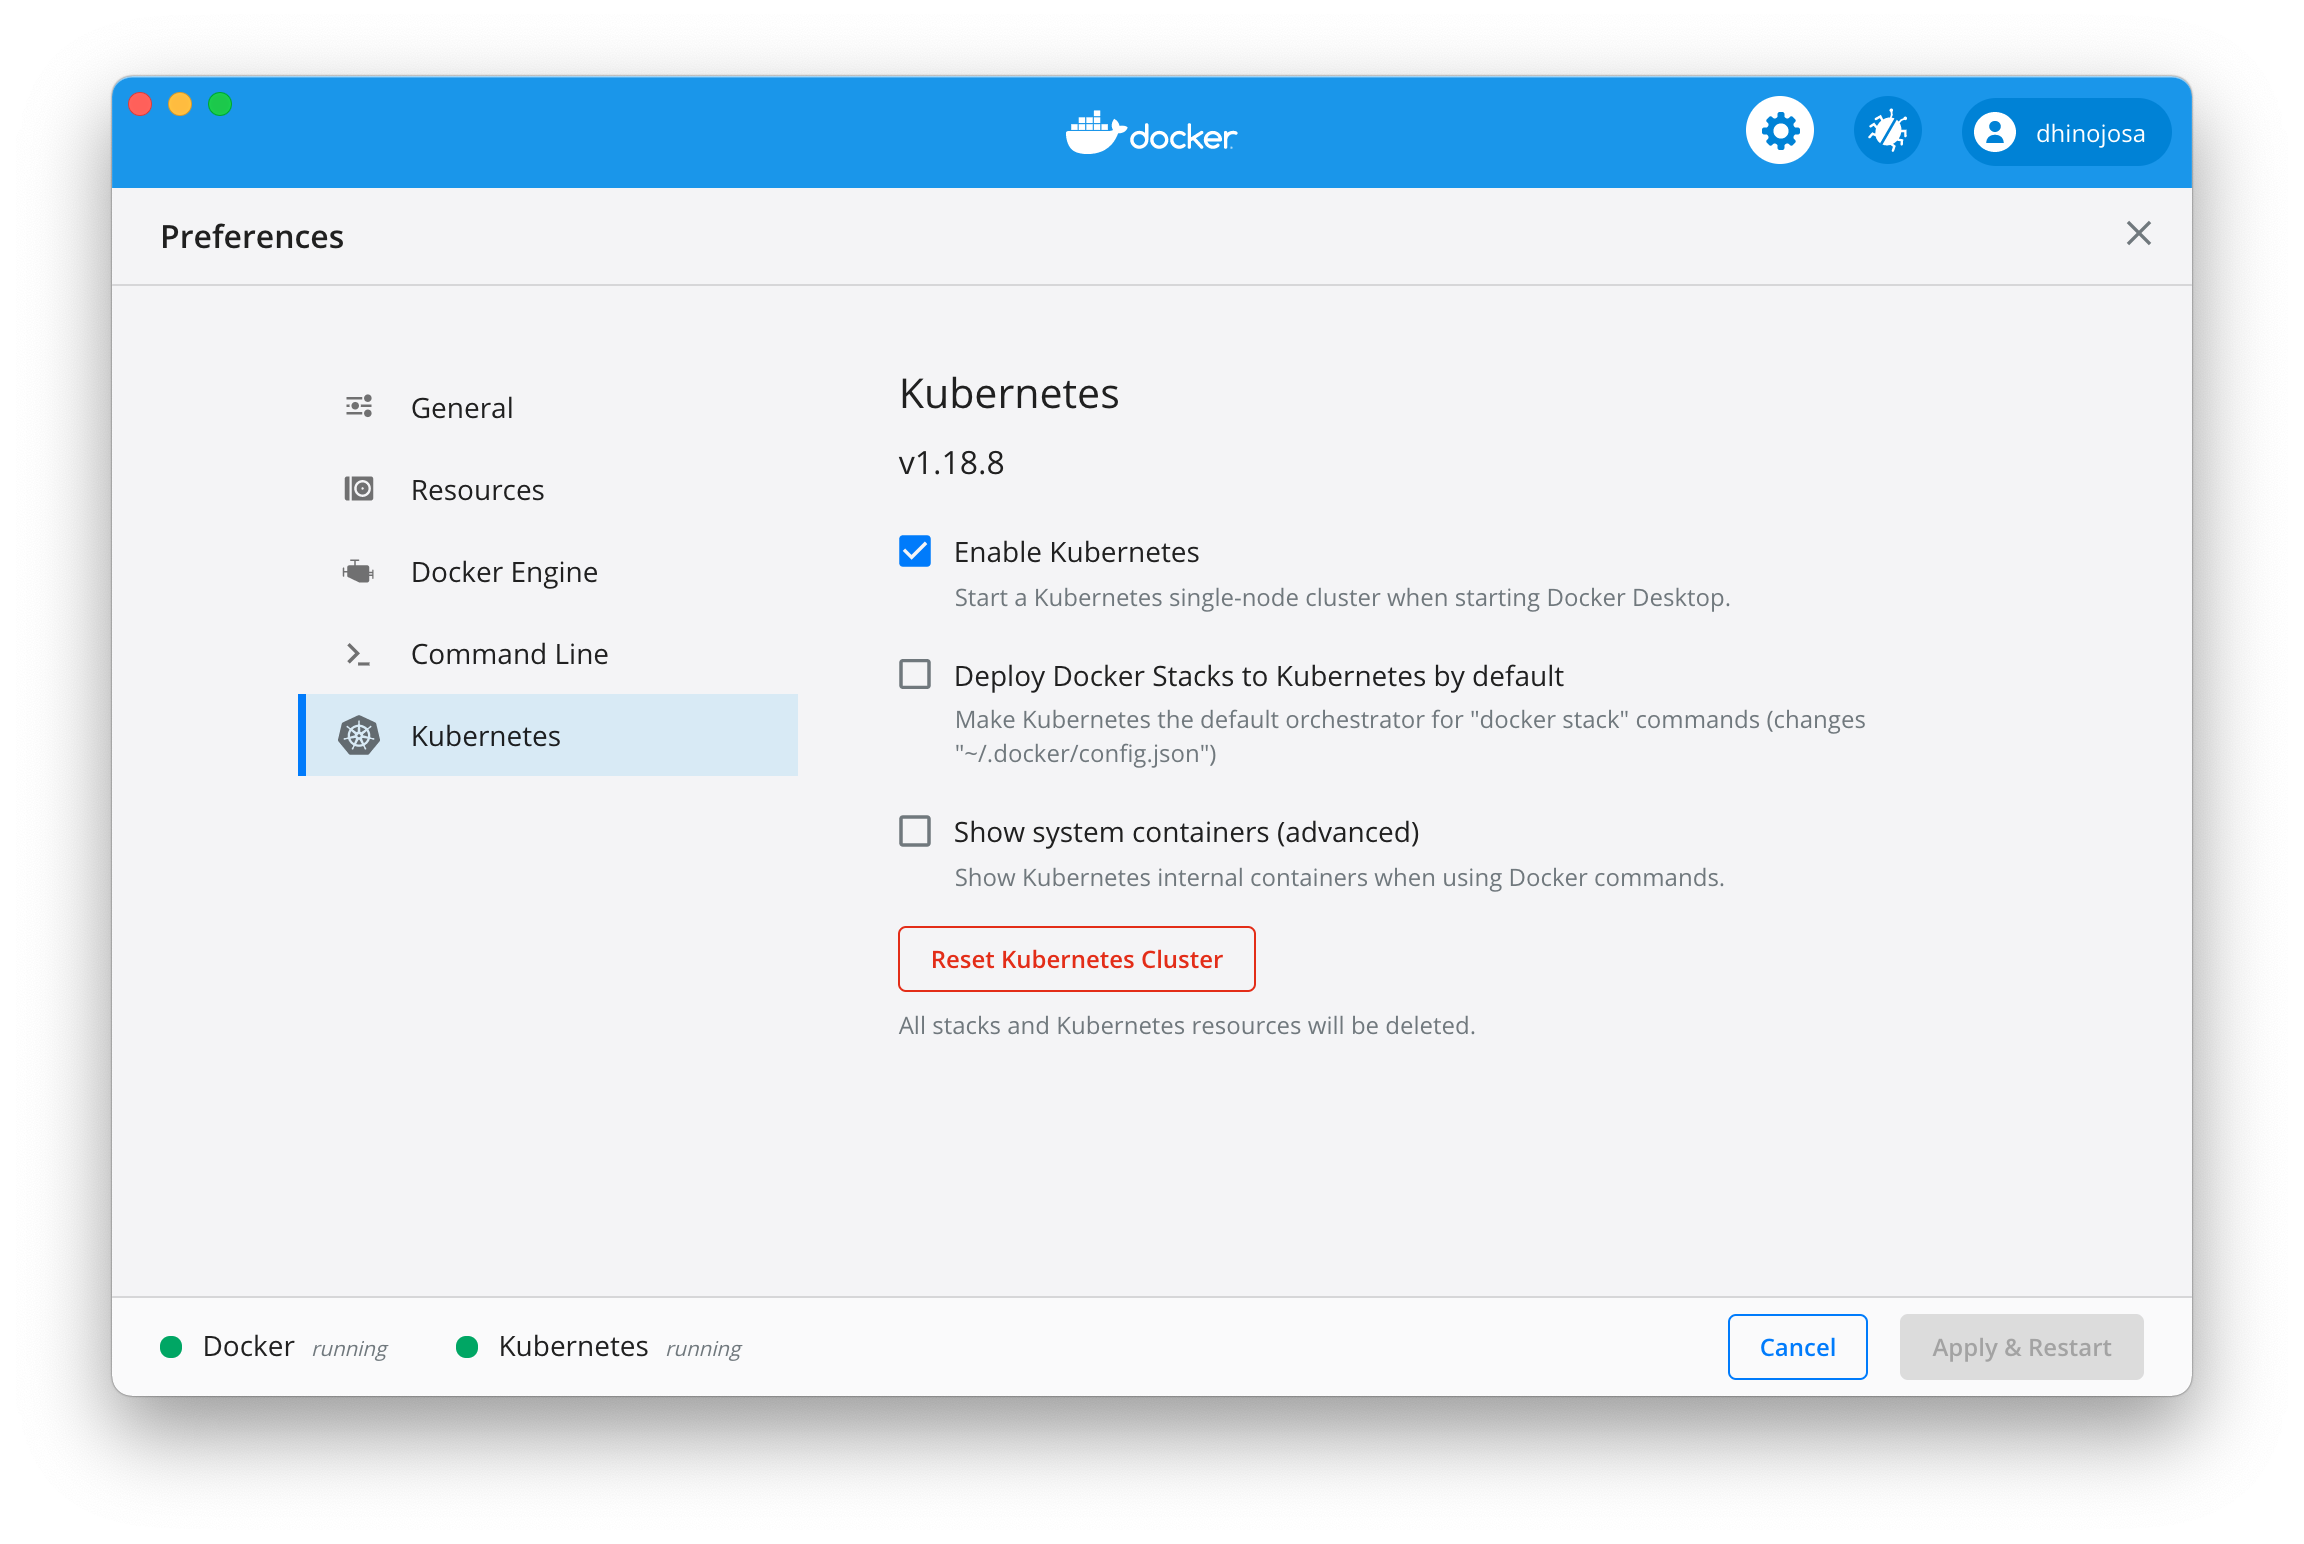 docker
dhinojosa
Preferences
General
Resources
Docker Engine
Command Line
Kubernetes
Kubernetes
v1.18.8
Enable Kubernetes
Start a Kubernetes single-node cluster when starting Docker Desktop.
Deploy Docker Stacks to Kubernetes by default
Make Kubernetes the default orchestrator for "docker stack" commands (changes
"~/.docker/config.json")
Show system containers (advanced)
Show Kubernetes internal containers when using Docker commands.
Reset Kubernetes Cluster
All stacks and Kubernetes resources will be deleted.
Docker running
Kubernetes running
Cancel
Apply & Restart